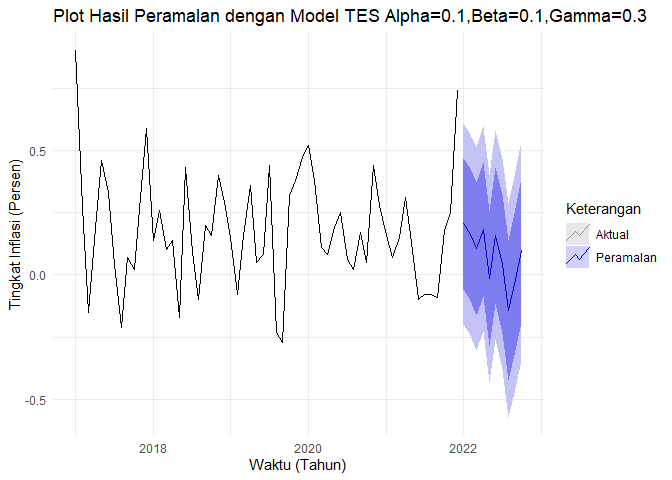 Plot Hasil Peramalan dengan Model TES Alpha=0.1,Beta=0.1,Gamma=0.3
Tingkat Inflasi (Persen)
0.5
0.0
-0.5
2018
2020
2022
Waktu (Tahun)
Keterangan
Aktual
Peramalan